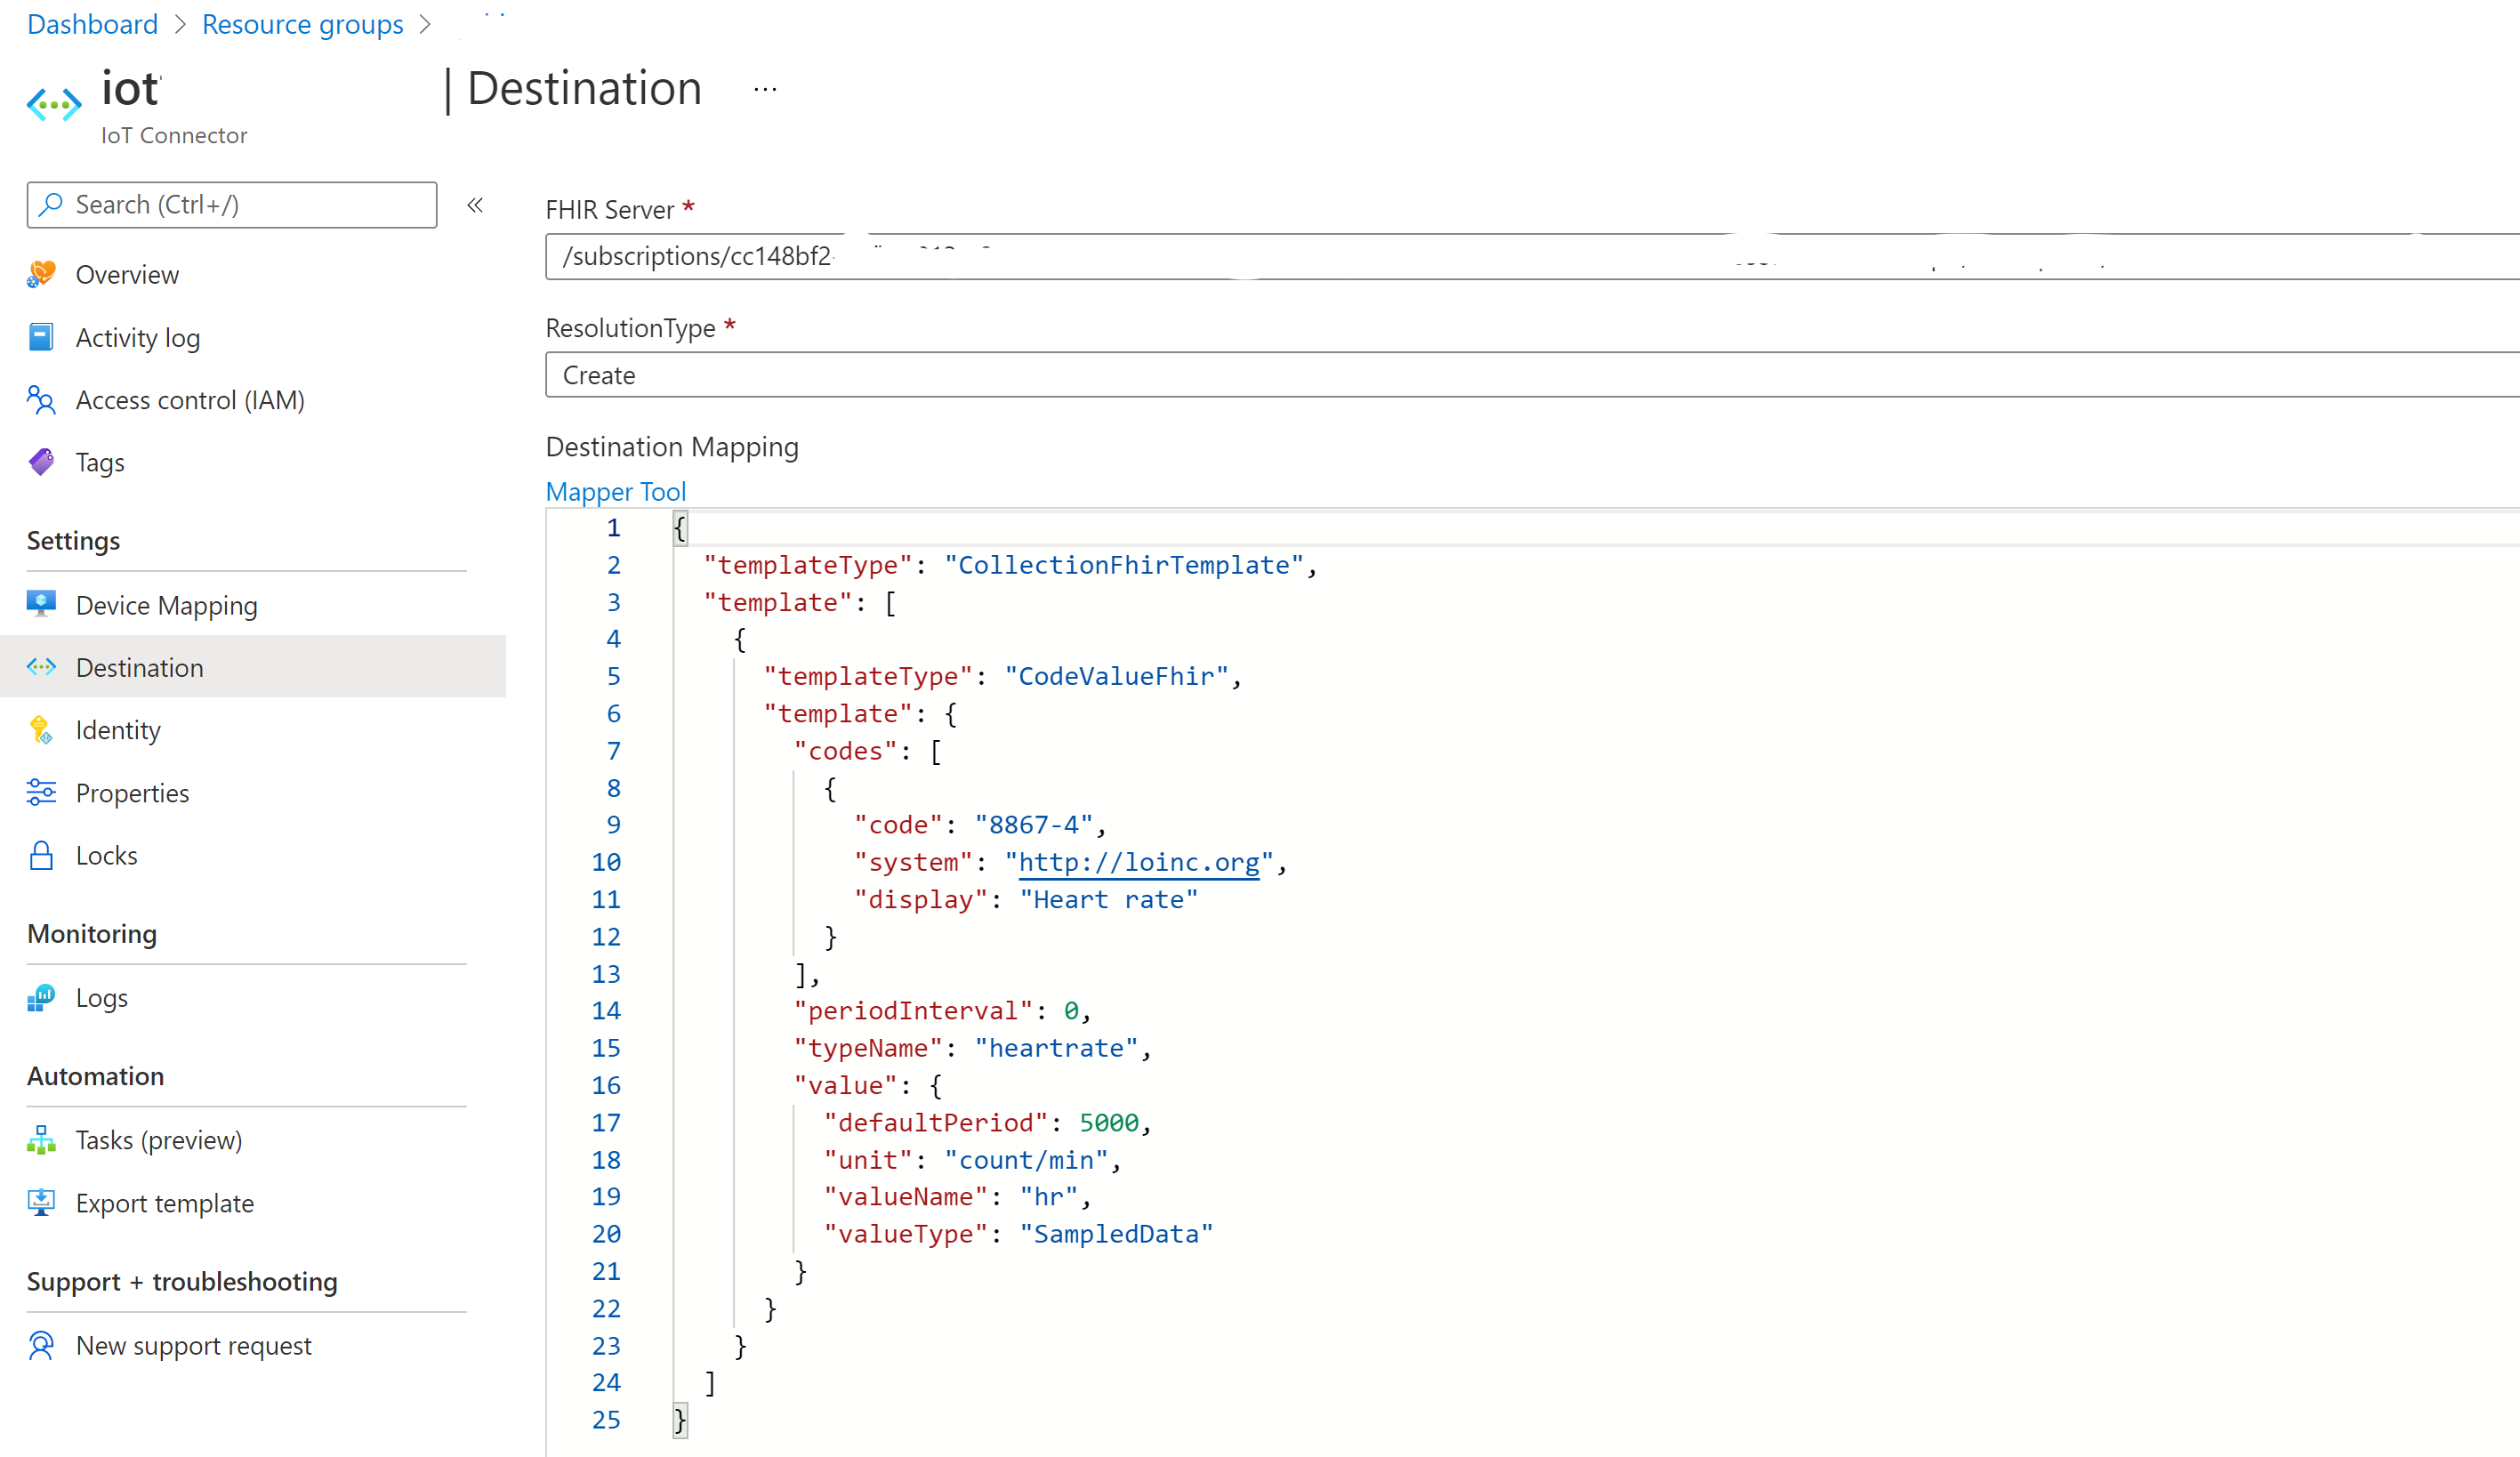 Dashboard > Resource groups >
iot
| Destination ...
IoT Connector
Search (Ctrl+/)
«
Overview
Activity log
Access control (IAM)
Tags
Settings
Device Mapping
Destination
Identity
Properties
Locks
Monitoring
Logs
Automation
Tasks (preview)
Export template
Support + troubleshooting
New support request
FHIR Server *
/subscriptions/cc148bf2
ResolutionType *
Create
Destination Mapping
Mapper Tool
1 {
2 "templateType": "CollectionFhirTemplate",
3 "template": [
4 {
5 "templateType": "CodeValueFhir",
6 "template": {
7 "codes": [
8 {
9 "code": "8867-4",
10 "system": "http://loinc.org",
11 "display": "Heart rate"
12 }
13 ],
14 "periodInterval": 0,
15 "typeName": "heartrate",
16 "value": {
17 "defaultPeriod": 5000,
18 "unit": "count/min",
19 "valueName": "hr",
20 "valueType": "SampledData"
21 }
22 }
23 }
24 ]
25 }